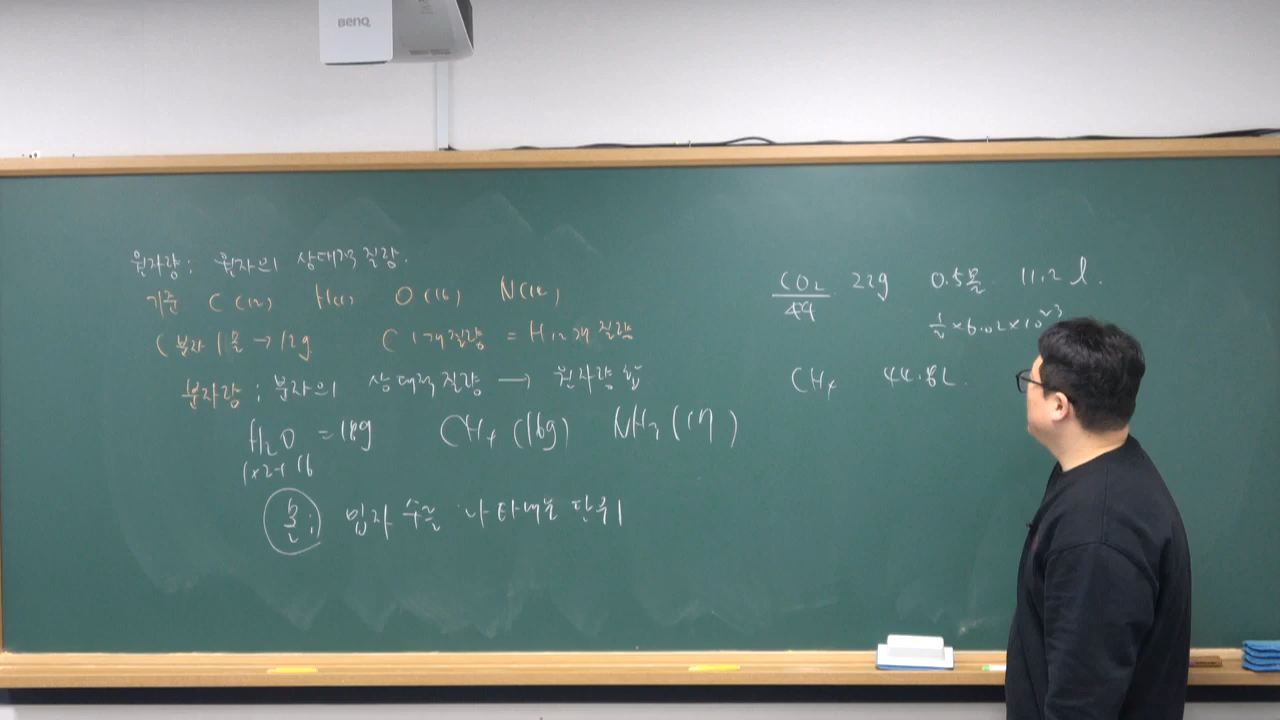 BenQ
원자량: 원자의 상대적 질량.
기준 C (12) H(1) O (16) N(14)
C 분자 1몰 → 12g C 1개 질량 = H 12개 질량
분자량 : 분자의 상대적 질량 → 원자량 합
H₂O = 18g CH₄ (16g) NH₃ (17)
1×2+16
몰; 입자 수를 나타내는 단위
CO₂ 22g 0.5몰 11.2 l.
44
½×6.02×10²³
CH₄ 44.8L.